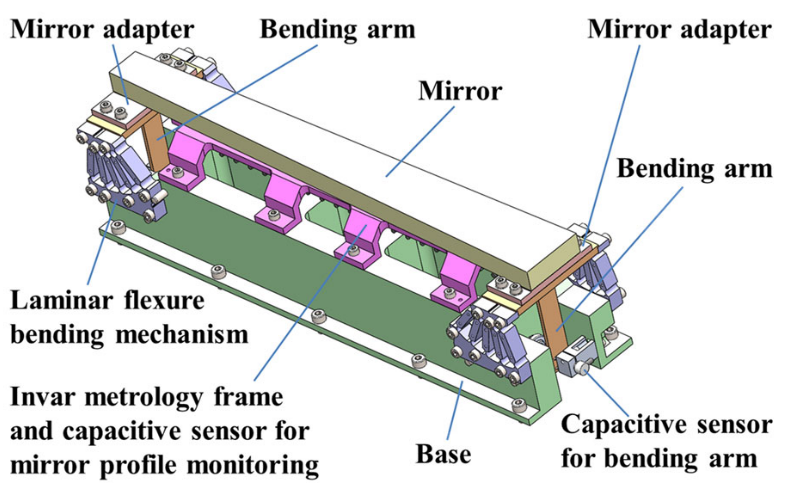 Mirror adapter
Bending arm
Mirror adapter
Mirror
Bending arm
Laminar flexure
bending mechanism
Invar metrology frame
and capacitive sensor for
mirror profile monitoring
Base
Capacitive sensor
for bending arm